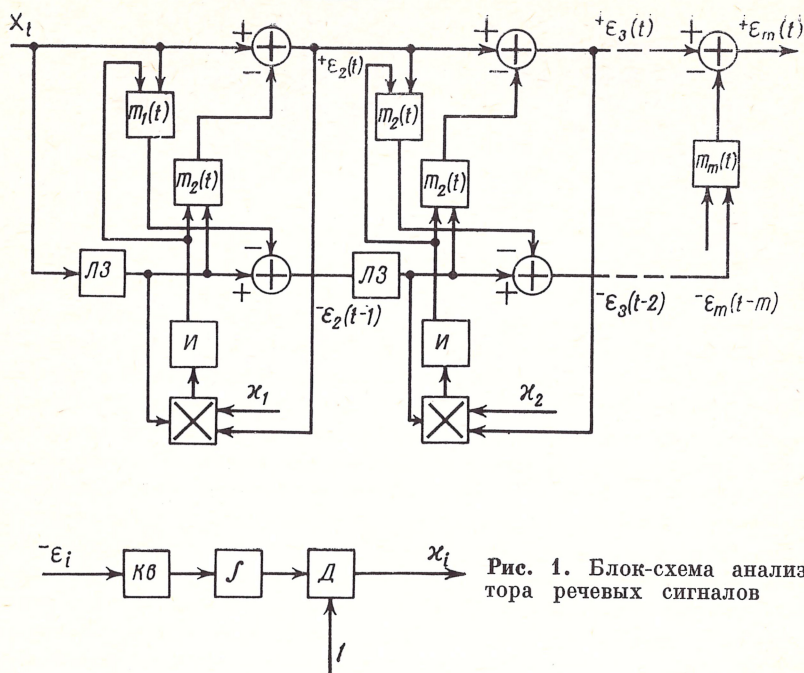 X_t
+ε_2(t)
+ε_3(t)
+ε_m(t)
m_1(t)
m_2(t)
m_2(t)
m_2(t)
m_m(t)
ЛЗ
ЛЗ
-ε_2(t-1)
-ε_3(t-2)
-ε_m(t-m)
И
И
ϰ_1
ϰ_2
-ε_i
КВ
∫
Д
ϰ_i
1
Рис. 1. Блок-схема анализ
тора речевых сигналов